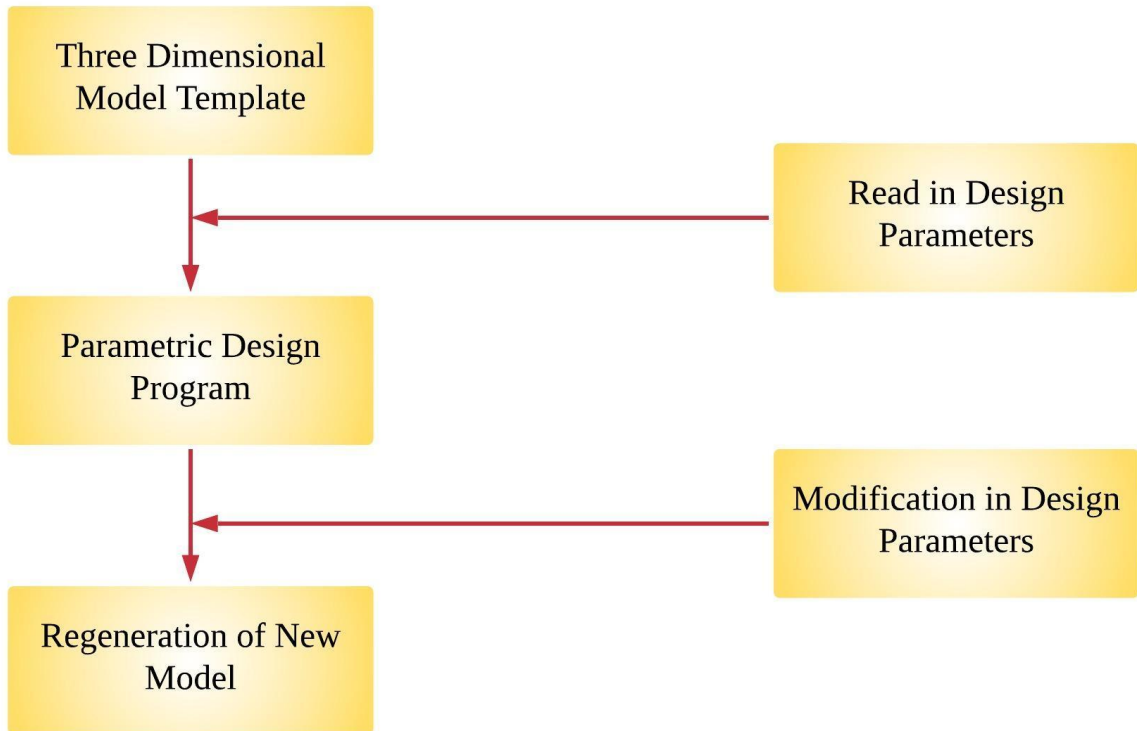 Three Dimensional
Model Template
Read in Design
Parameters
Parametric Design
Program
Modification in Design
Parameters
Regeneration of New
Model